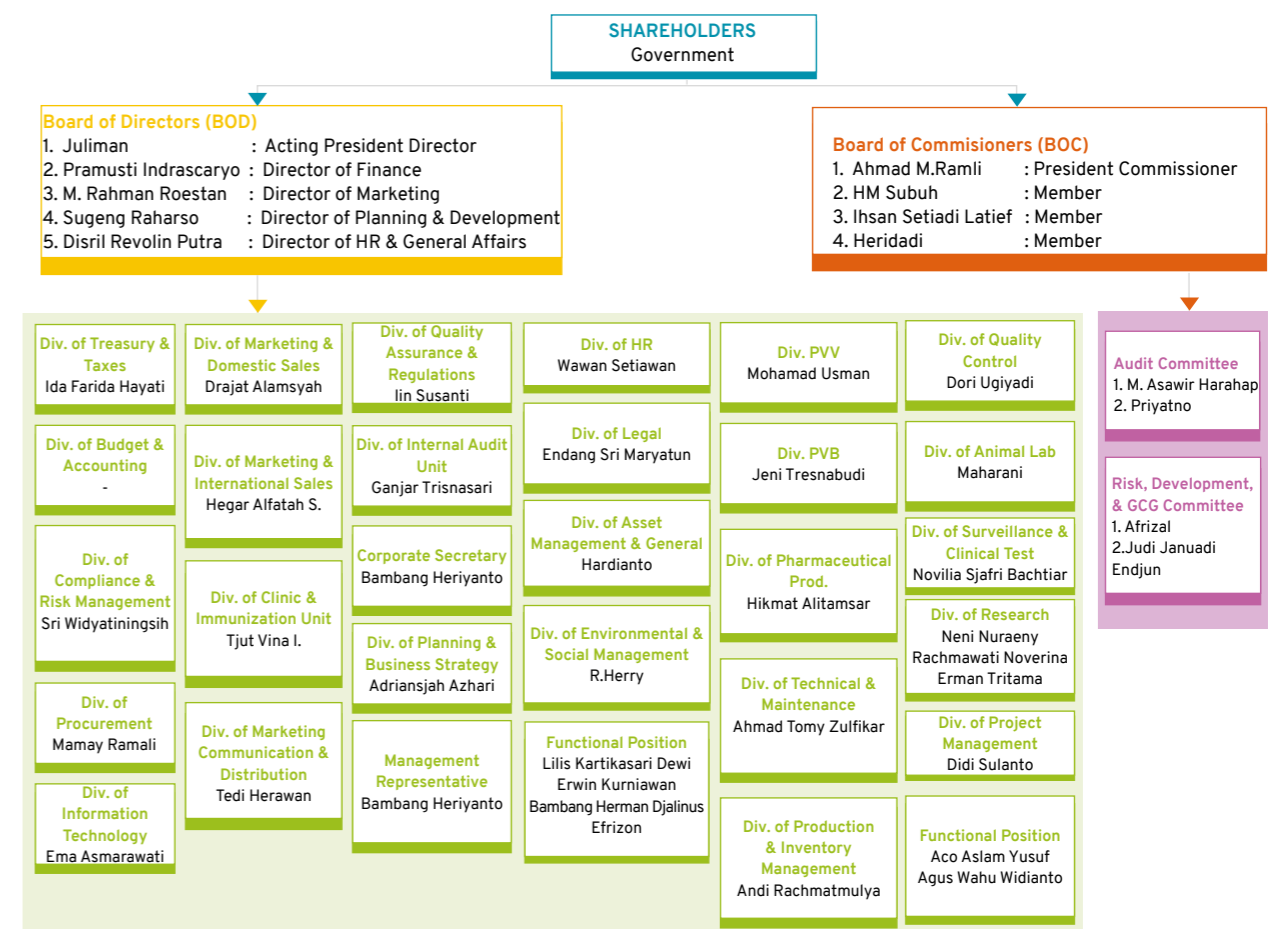 SHAREHOLDERS
Government
Board of Directors (BOD)
1. Juliman : Acting President Director
2. Pramusti Indrascaryo : Director of Finance
3. M. Rahman Roestan : Director of Marketing
4. Sugeng Raharso : Director of Planning & Development
5. Disril Revolin Putra : Director of HR & General Affairs
Board of Commisioners (BOC)
1. Ahmad M.Ramli : President Commissioner
2. HM Subuh : Member
3. Ihsan Setiadi Latief : Member
4. Heridadi : Member
Div. of Treasury &
Taxes
Ida Farida Hayati
Div. of Budget &
Accounting
-
Div. of
Compliance &
Risk Management
Sri Widyatiningsih
Div. of
Procurement
Mamay Ramali
Div. of
Information
Technology
Ema Asmarawati
Div. of Marketing &
Domestic Sales
Drajat Alamsyah
Div. of Marketing &
International Sales
Hegar Alfatah S.
Div. of Clinic &
Immunization Unit
Tjut Vina I.
Div. of Marketing
Communication &
Distribution
Tedi Herawan
Div. of Quality
Assurance &
Regulations
Iin Susanti
Div. of Internal Audit
Unit
Ganjar Trisnasari
Corporate Secretary
Bambang Heriyanto
Div. of Planning &
Business Strategy
Adriansjah Azhari
Management
Representative
Bambang Heriyanto
Div. of HR
Wawan Setiawan
Div. of Legal
Endang Sri Maryatun
Div. of Asset
Management & General
Hardianto
Div. of Environmental &
Social Management
R.Herry
Functional Position
Lilis Kartikasari Dewi
Erwin Kurniawan
Bambang Herman Djalinus
Efrizon
Div. PVV
Mohamad Usman
Div. PVB
Jeni Tresnabudi
Div. of Pharmaceutical
Prod.
Hikmat Alitamsar
Div. of Technical &
Maintenance
Ahmad Tomy Zulfikar
Div. of Production
& Inventory
Management
Andi Rachmatmulya
Div. of Quality
Control
Dori Ugiyadi
Div. of Animal Lab
Maharani
Div. of Surveillance &
Clinical Test
Novilia Sjafri Bachtiar
Div. of Research
Neni Nuraeny
Rachmawati Noverina
Erman Tritama
Div. of Project
Management
Didi Sulanto
Functional Position
Aco Aslam Yusuf
Agus Wahu Widianto
Audit Committee
1. M. Asawir Harahap
2. Priyatno
Risk, Development,
& GCG Committee
1. Afrizal
2.Judi Januadi
Endjun